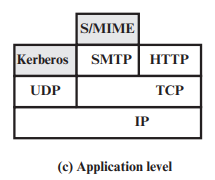 S/MIME
Kerberos SMTP HTTP
UDP TCP
IP
(c) Application level